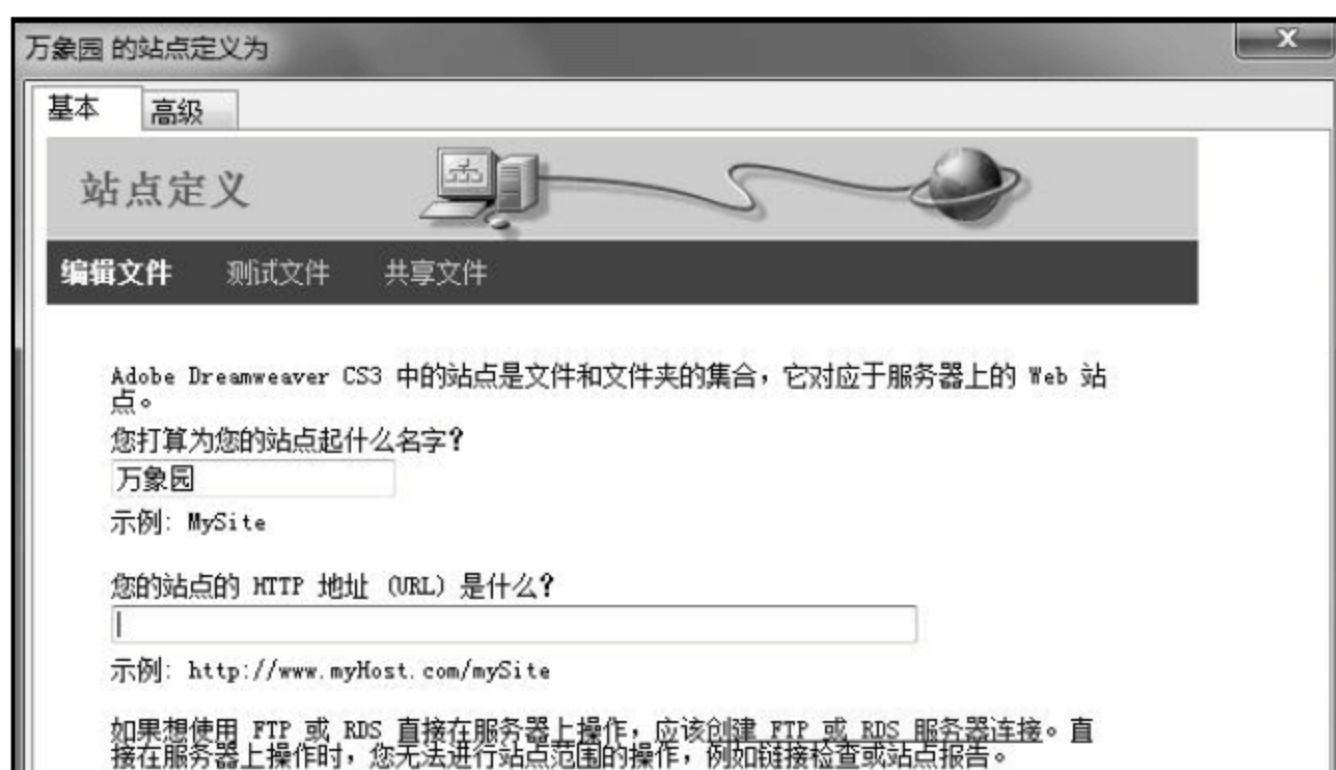 万象园 的站点定义为
基本
高级
站点定义
编辑文件 测试文件 共享文件
Adobe Dreamweaver CS3 中的站点是文件和文件夹的集合，它对应于服务器上的 Web 站
点。
您打算为您的站点起什么名字？
万象园
示例: MySite
您的站点的 HTTP 地址 (URL) 是什么？
示例: http://www.myHost.com/mySite
如果想使用 FTP 或 RDS 直接在服务器上操作，应该创建 FTP 或 RDS 服务器连接。直
接在服务器上操作时，您无法进行站点范围的操作，例如链接检查或站点报告。